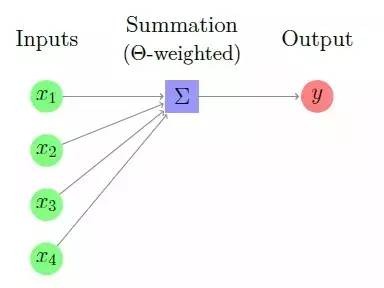 Inputs
Summation
(Θ-weighted)
Output
x₁
Σ
y
x₂
x₃
x₄